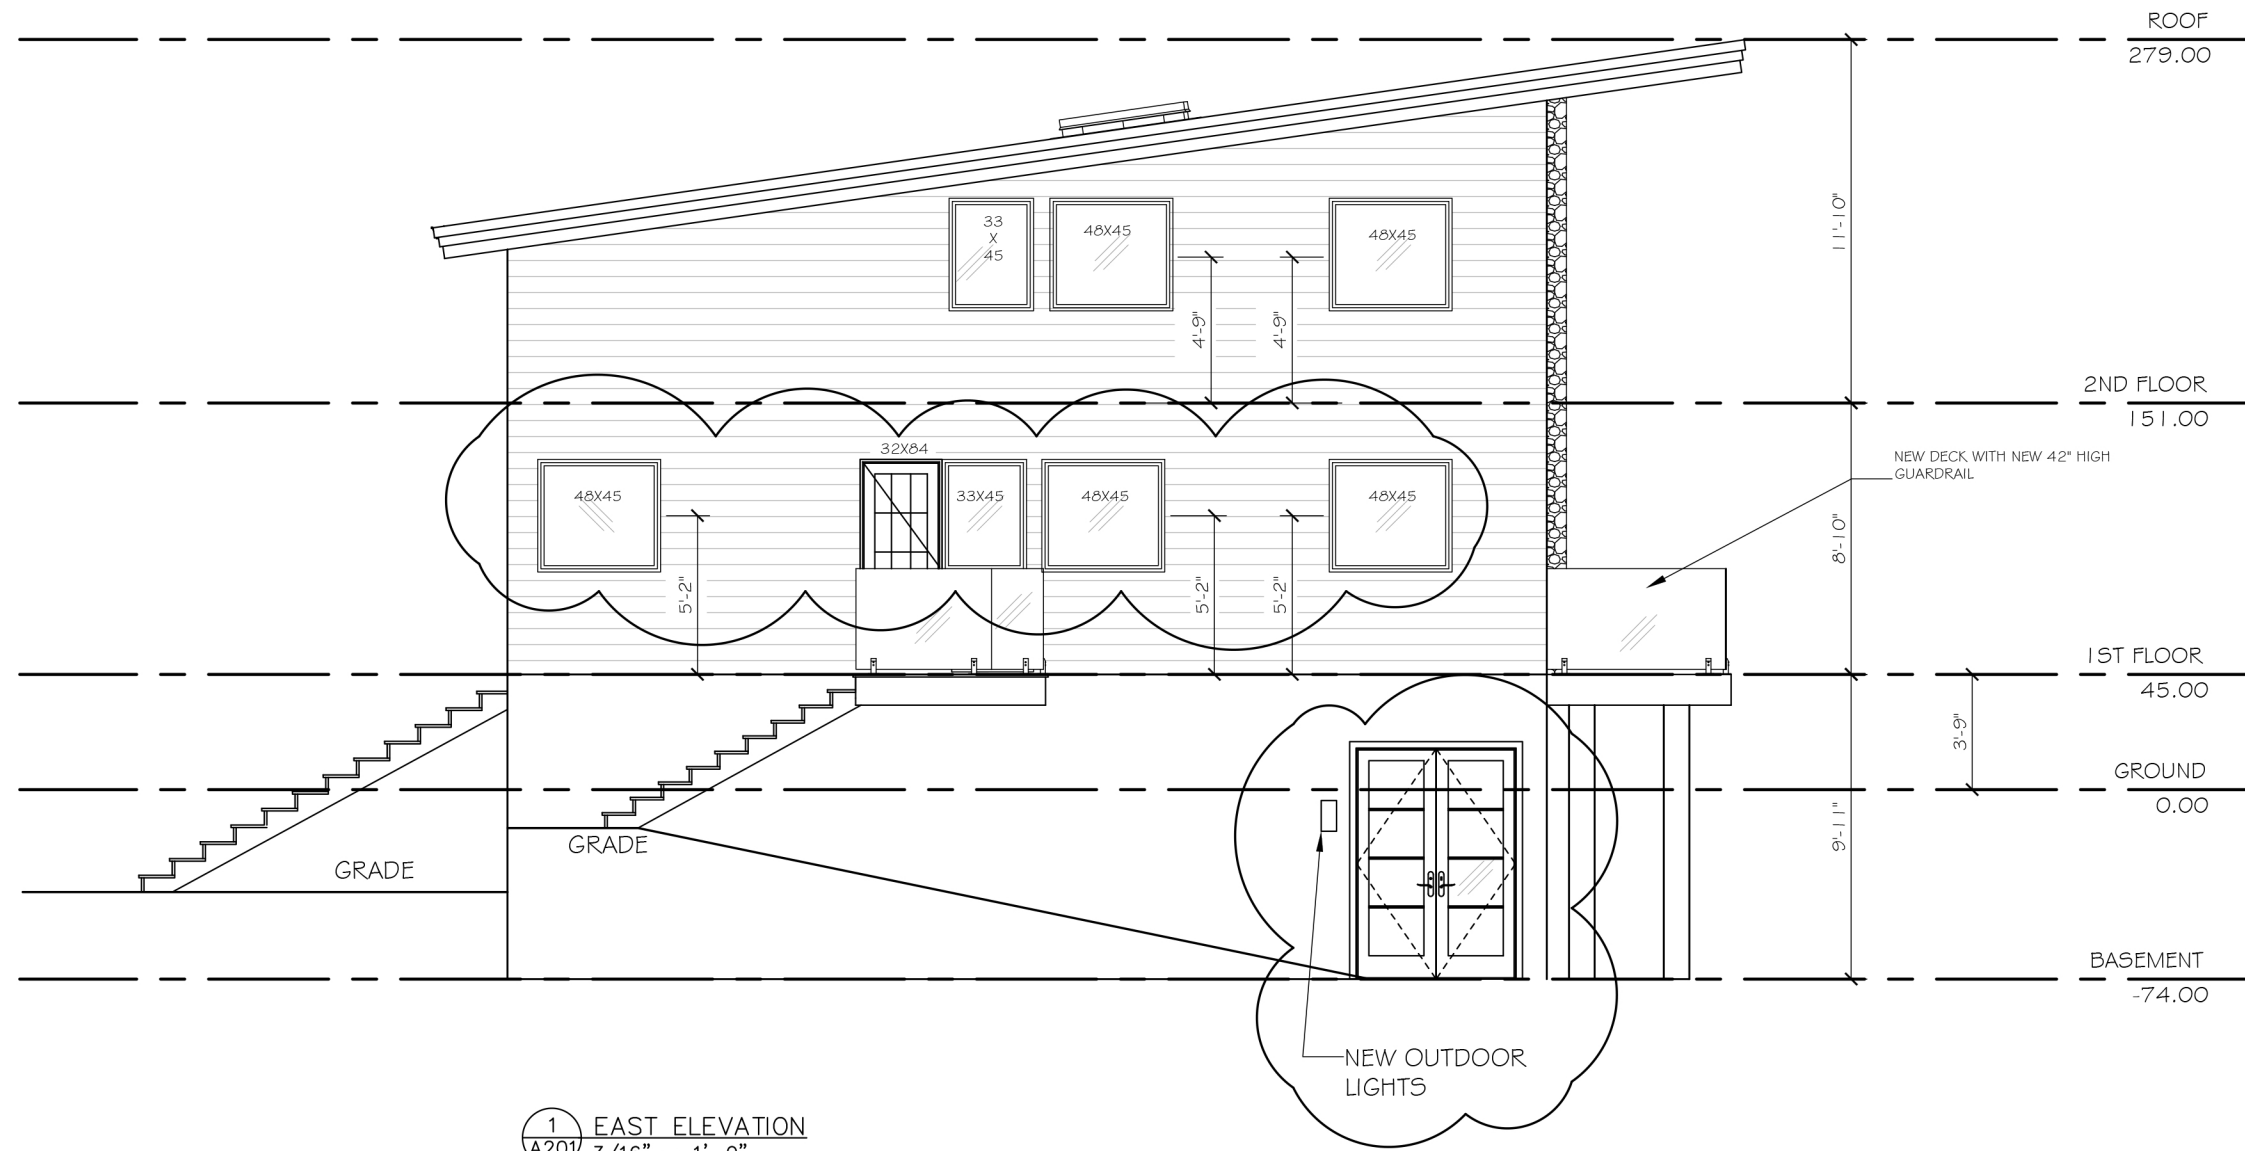 ROOF
279.00
33
X
45
48X45
48X45
11'-10"
4'-9"
4'-9"
2ND FLOOR
151.00
32X84
NEW DECK WITH NEW 42" HIGH
GUARDRAIL
48X45
33X45
48X45
48X45
8'-10"
5'-2"
5'-2"
5'-2"
1ST FLOOR
45.00
3'-9"
GROUND
0.00
9'-11"
GRADE
GRADE
BASEMENT
-74.00
NEW OUTDOOR
LIGHTS
1
EAST ELEVATION
A201